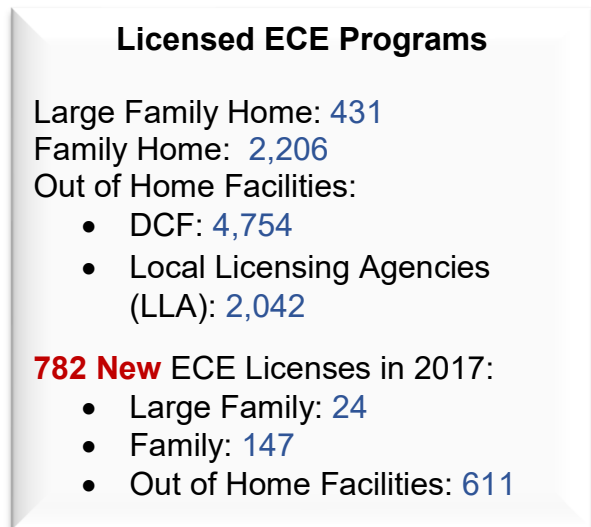 Licensed ECE Programs
Large Family Home: 431
Family Home: 2,206
Out of Home Facilities:
• DCF: 4,754
• Local Licensing Agencies
(LLA): 2,042
782 New ECE Licenses in 2017:
• Large Family: 24
• Family: 147
• Out of Home Facilities: 611